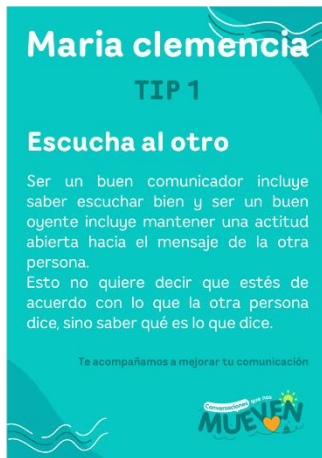 Maria clemencia
TIP 1
Escucha al otro
Ser un buen comunicador incluye
saber escuchar bien y ser un buen
oyente incluye mantener una actitud
abierta hacia el mensaje de la otra
persona.
Esto no quiere decir que estés de
acuerdo con lo que la otra persona
dice, sino saber qué es lo que dice.
Te acompañamos a mejorar tu comunicación
Conversaciones que nos
MUEVEN